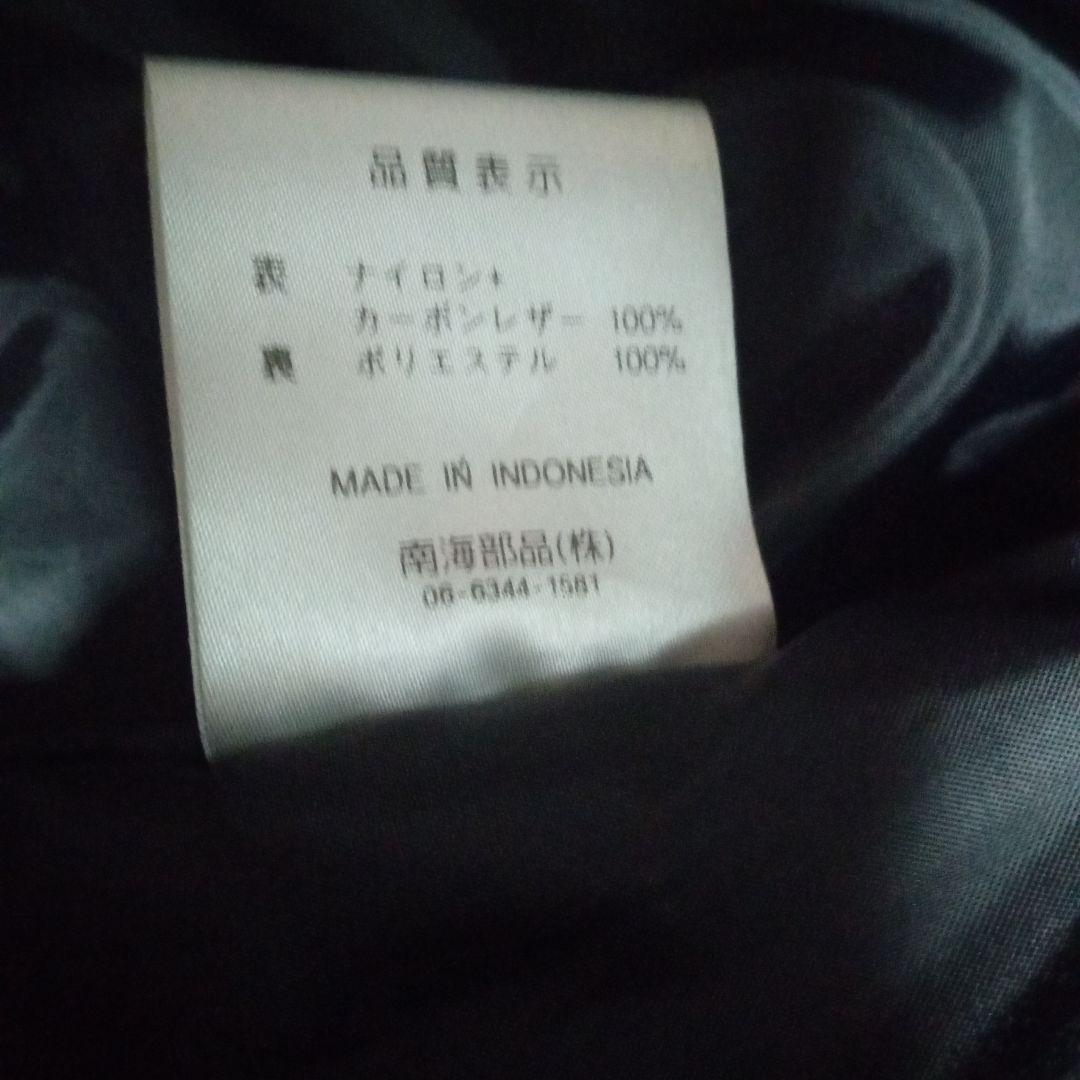 品質表示
表 ナイロン+
カーボンレザー 100%
裏 ポリエステル 100%
MADE IN INDONESIA
南海部品(株)
06-6344-1561